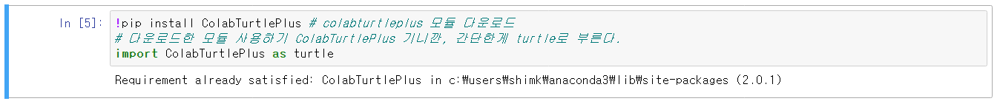 In [5]: !pip install ColabTurtlePlus # colabturtleplus 모듈 다운로드
# 다운로드한 모듈 사용하기 ColabTurtlePlus 기니깐, 간단한게 turtle로 부른다.
import ColabTurtlePlus as turtle
Requirement already satisfied: ColabTurtlePlus in c:₩users₩shimk₩anaconda3₩lib₩site-packages (2.0.1)